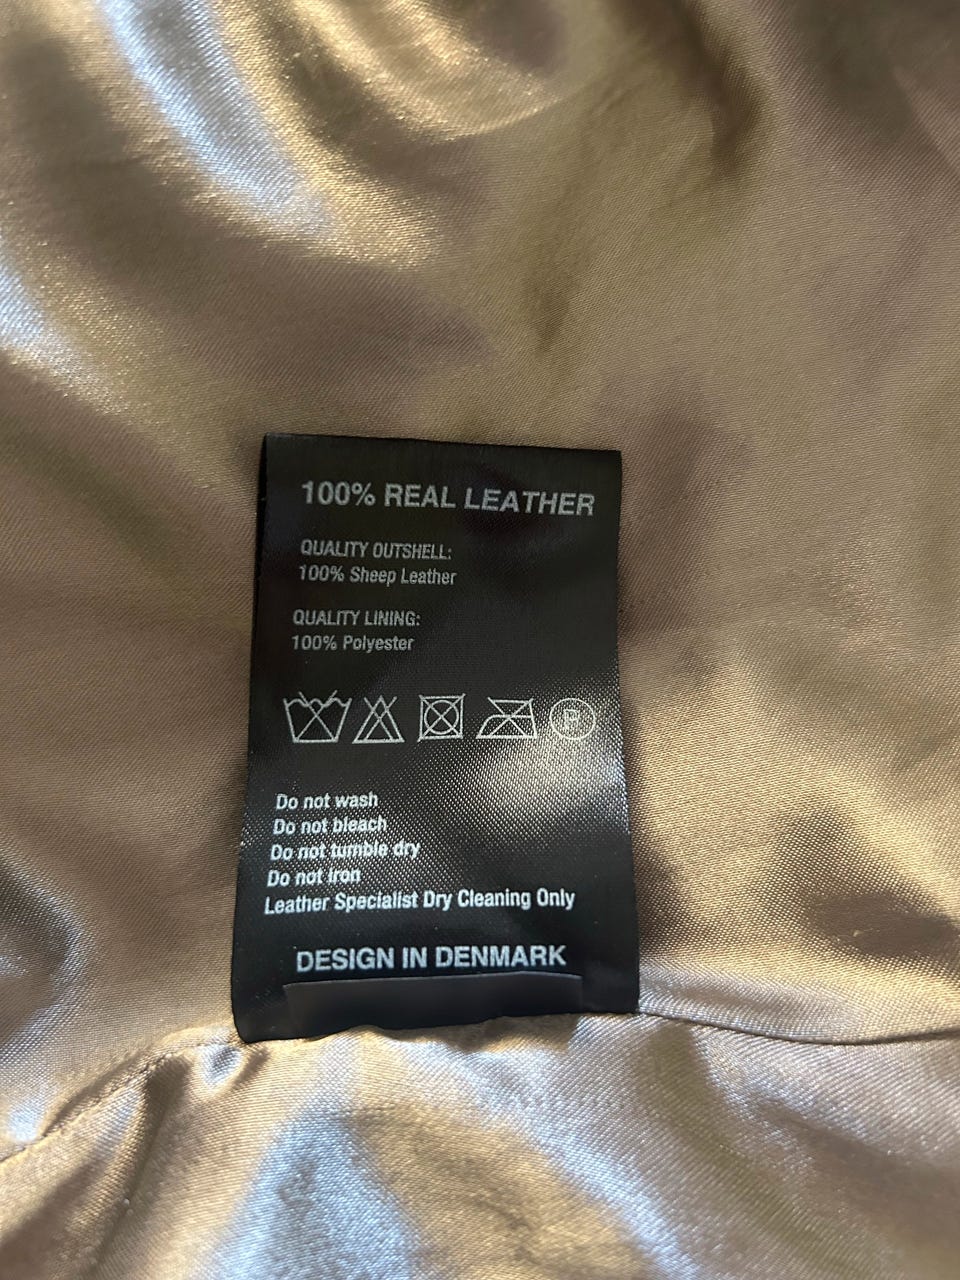 100% REAL LEATHER
QUALITY OUTSHELL:
100% Sheep Leather
QUALITY LINING:
100% Polyester
P
Do not wash
Do not bleach
Do not tumble dry
Do not iron
Leather Specialist Dry Cleaning Only
DESIGN IN DENMARK